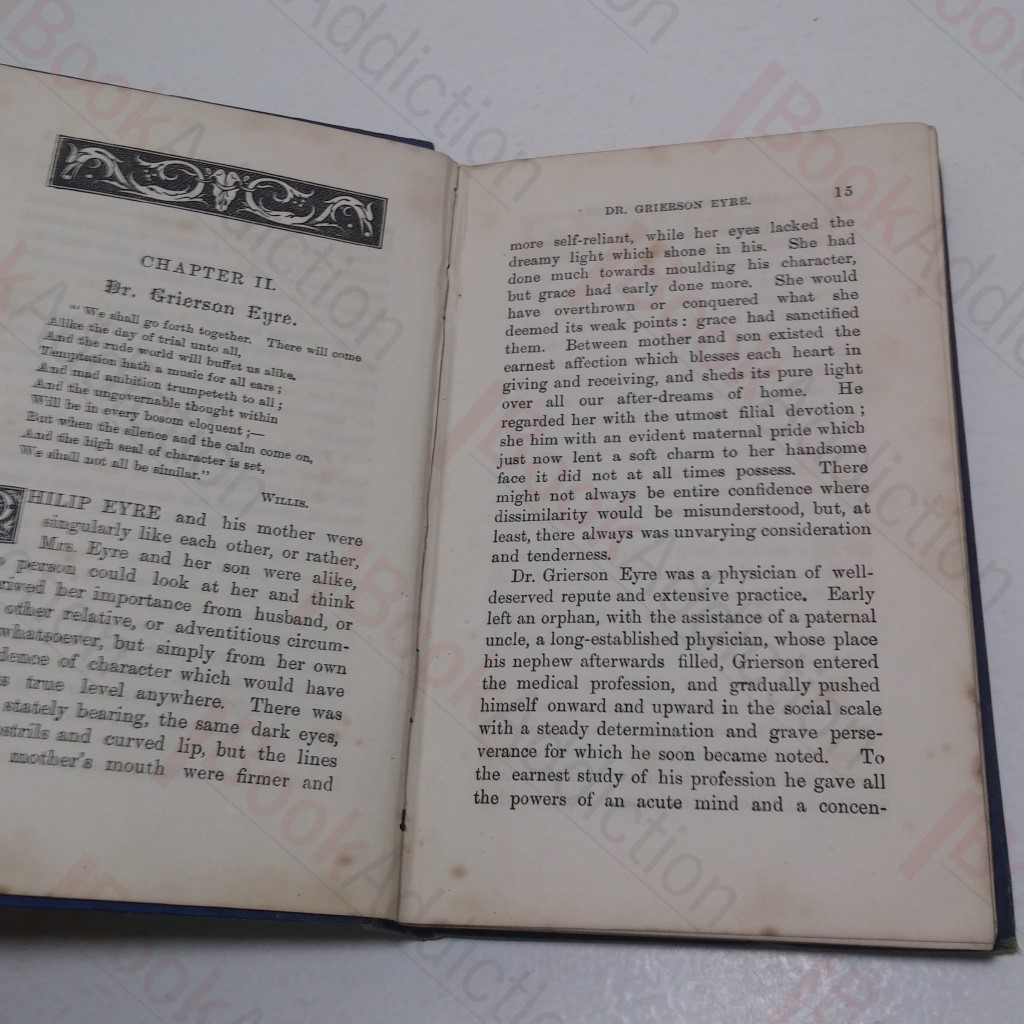 CHAPTER II.
Dr. Grierson Eyre.
"We shall go forth together. There will come
Alike the day of trial unto all,
And the rude world will buffet us alike.
Temptation hath a music for all ears;
And mad ambition trumpeteth to all;
And the ungovernable thought within
Will be in every bosom eloquent;—
But when the silence and the calm come on,
And the high seal of character is set,
We shall not all be similar."
WILLIS.
PHILIP EYRE and his mother were
singularly like each other, or rather,
Mrs. Eyre and her son were alike,
person could look at her and think
her importance from husband, or
other relative, or adventitious circum-
whatsoever, but simply from her own
of character which would have
true level anywhere. There was
stately bearing, the same dark eyes,
and curved lip, but the lines
mother's mouth were firmer and
DR. GRIERSON EYRE.
15
more self-reliant, while her eyes lacked the
dreamy light which shone in his. She had
done much towards moulding his character,
but grace had early done more. She would
have overthrown or conquered what she
deemed its weak points: grace had sanctified
them. Between mother and son existed the
earnest affection which blesses each heart in
giving and receiving, and sheds its pure light
over all our after-dreams of home. He
regarded her with the utmost filial devotion;
she him with an evident maternal pride which
just now lent a soft charm to her handsome
face it did not at all times possess. There
might not always be entire confidence where
dissimilarity would be misunderstood, but, at
least, there always was unvarying consideration
and tenderness.
Dr. Grierson Eyre was a physician of well-
deserved repute and extensive practice. Early
left an orphan, with the assistance of a paternal
uncle, a long-established physician, whose place
his nephew afterwards filled, Grierson entered
the medical profession, and gradually pushed
himself onward and upward in the social scale
with a steady determination and grave perse-
verance for which he soon became noted. To
the earnest study of his profession he gave all
the powers of an acute mind and a concen-
BookAddiction